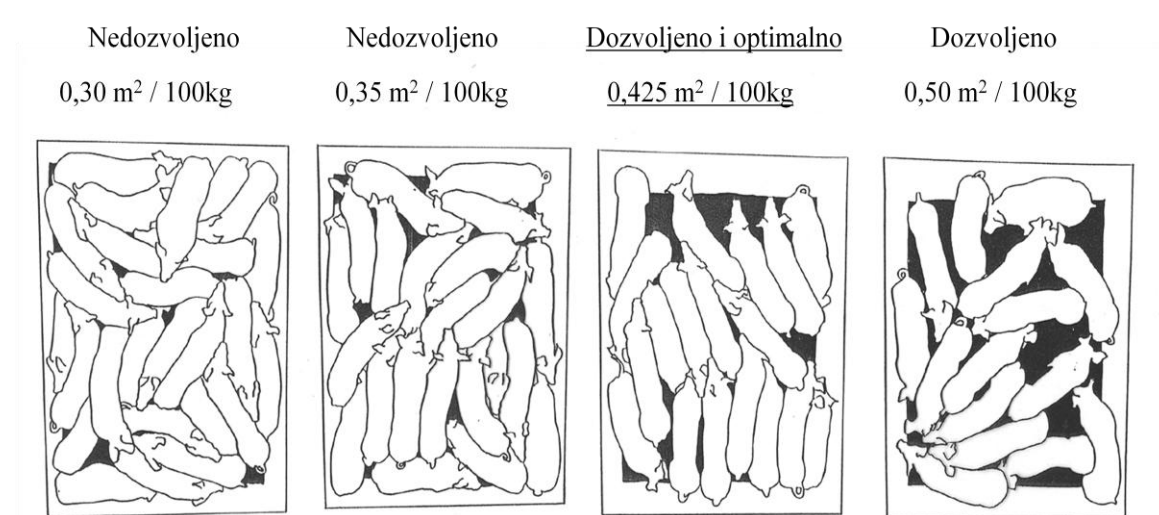 Nedozvoljeno Nedozvoljeno Dozvoljeno i optimalno Dozvoljeno
0,30 m² / 100kg 0,35 m² / 100kg 0,425 m² / 100kg 0,50 m² / 100kg